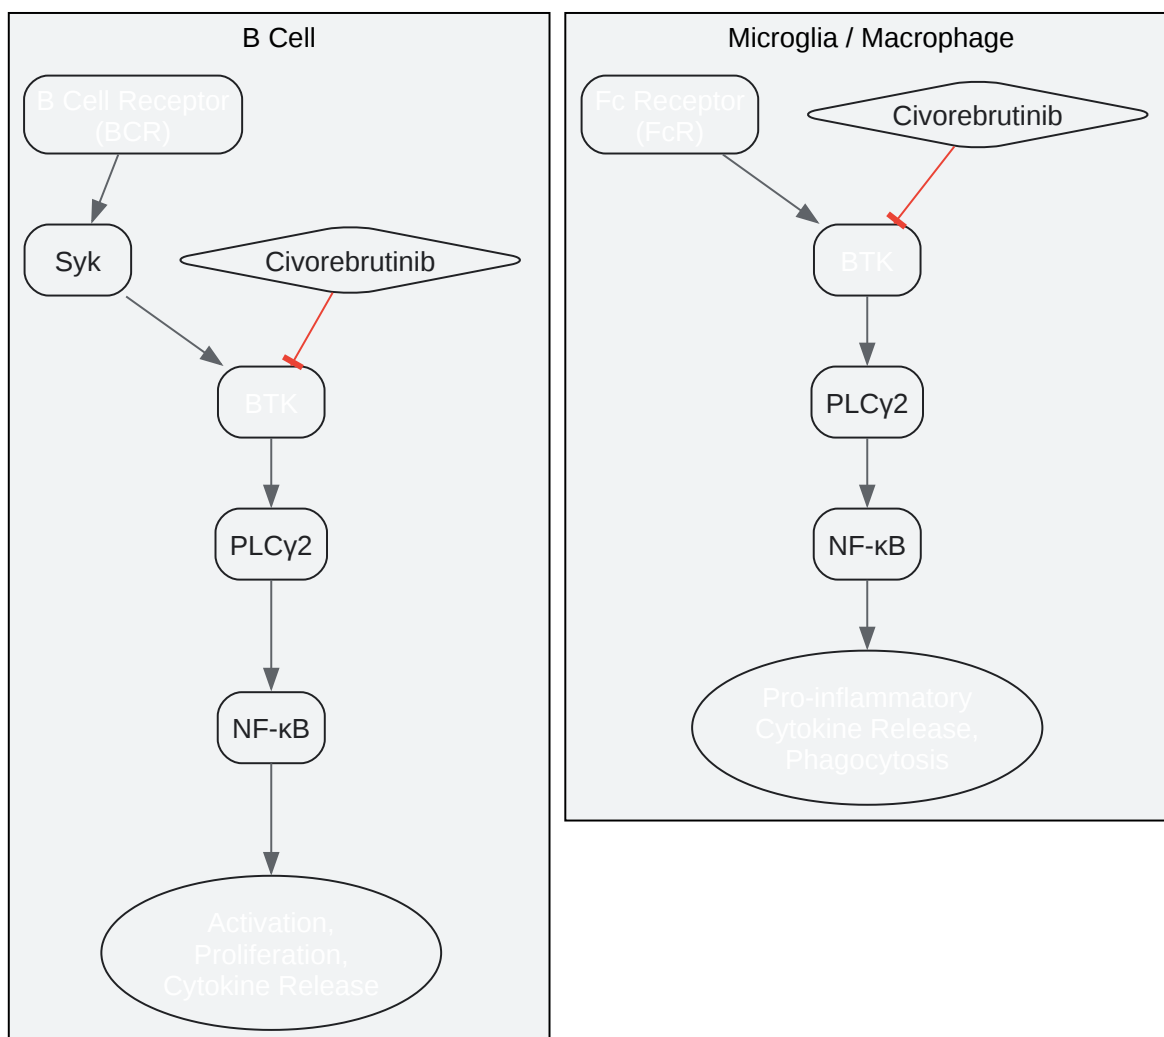 B Cell
B Cell Receptor
(BCR)
Syk
Civorebrutinib
BTK
PLCγ2
NF-κB
Activation,
Proliferation,
Cytokine Release
Microglia / Macrophage
Fc Receptor
(FcR)
Civorebrutinib
BTK
PLCγ2
NF-κB
Pro-inflammatory
Cytokine Release,
Phagocytosis